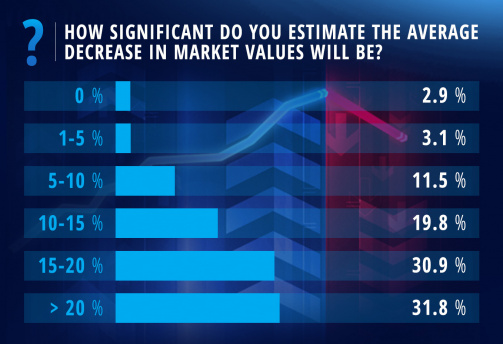 ?
HOW SIGNIFICANT DO YOU ESTIMATE THE AVERAGE
DECREASE IN MARKET VALUES WILL BE?
0 % 2.9 %
1-5 % 3.1 %
5-10 % 11.5 %
10-15 % 19.8 %
15-20 % 30.9 %
> 20 % 31.8 %